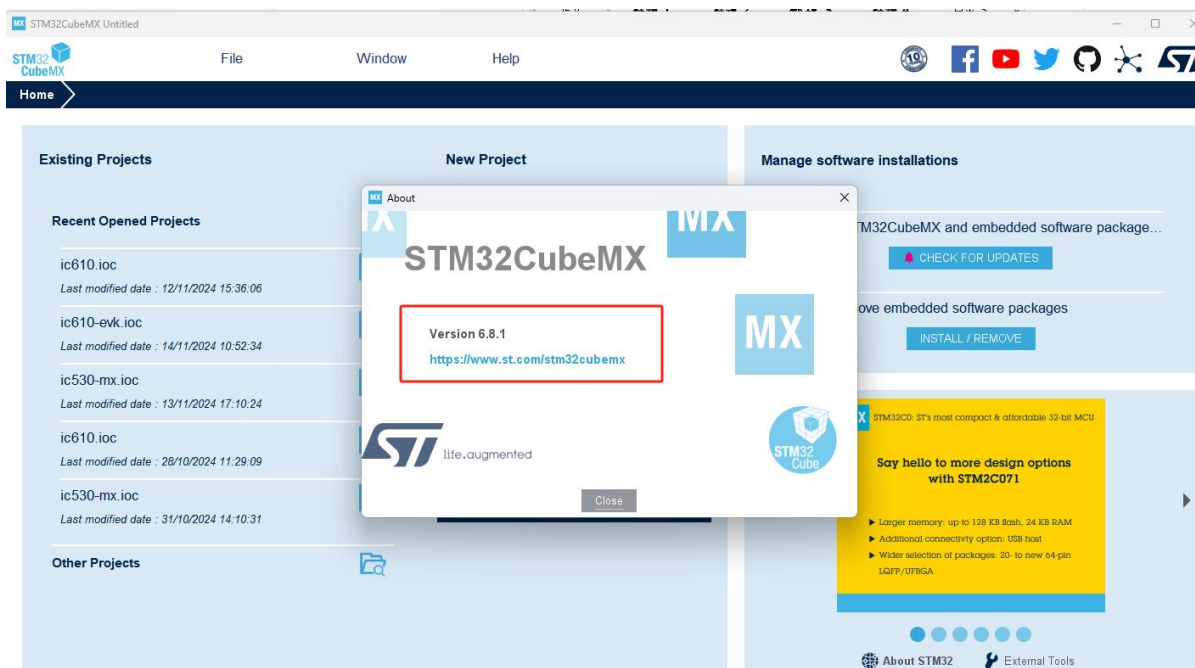 MX STM32CubeMX Untitled
STM32
CubeMX
File
Window
Help
10
Home
Existing Projects
New Project
Manage software installations
Recent Opened Projects
ic610.ioc
Last modified date : 12/11/2024 15:36:06
ic610-evk.ioc
Last modified date : 14/11/2024 10:52:34
ic530-mx.ioc
Last modified date : 13/11/2024 17:10:24
ic610.ioc
Last modified date : 28/10/2024 11:29:09
ic530-mx.ioc
Last modified date : 31/10/2024 14:10:31
Other Projects
MX About
MX
STM32CubeMX
Version 6.8.1
https://www.st.com/stm32cubemx
MX
ST
life.augmented
STM32
Cube
Close
TM32CubeMX and embedded software package...
CHECK FOR UPDATES
ove embedded software packages
INSTALL / REMOVE
STM32C0: ST's most compact & affordable 32-bit MCU
Say hello to more design options
with STM2C071
Larger memory: up to 128 KB flash, 24 KB RAM
Additional connectivty option: USB host
Wider selection of packages: 20- to new 64-pin
LQFP/UFBGA
About STM32
External Tools